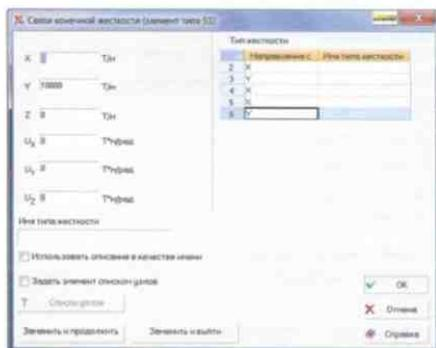 Связи конечной жесткости (элемент типа 51)
Тип жесткости
Направление с
Имя типа жесткости
X
Т/м
Y 10000 Т/м
Z 0 Т/м
Ux 0 Т*м/рад
Uy 0 Т*м/рад
Uz 0 Т*м/рад
2 X
3 Y
4 X
5 X
6 Y
Имя типа жесткости
Использовать описание в качестве имени
Задать элемент списком узлов
? Список узлов
Заменить и продолжить
Заменить и выйти
OK
Отмена
Справка